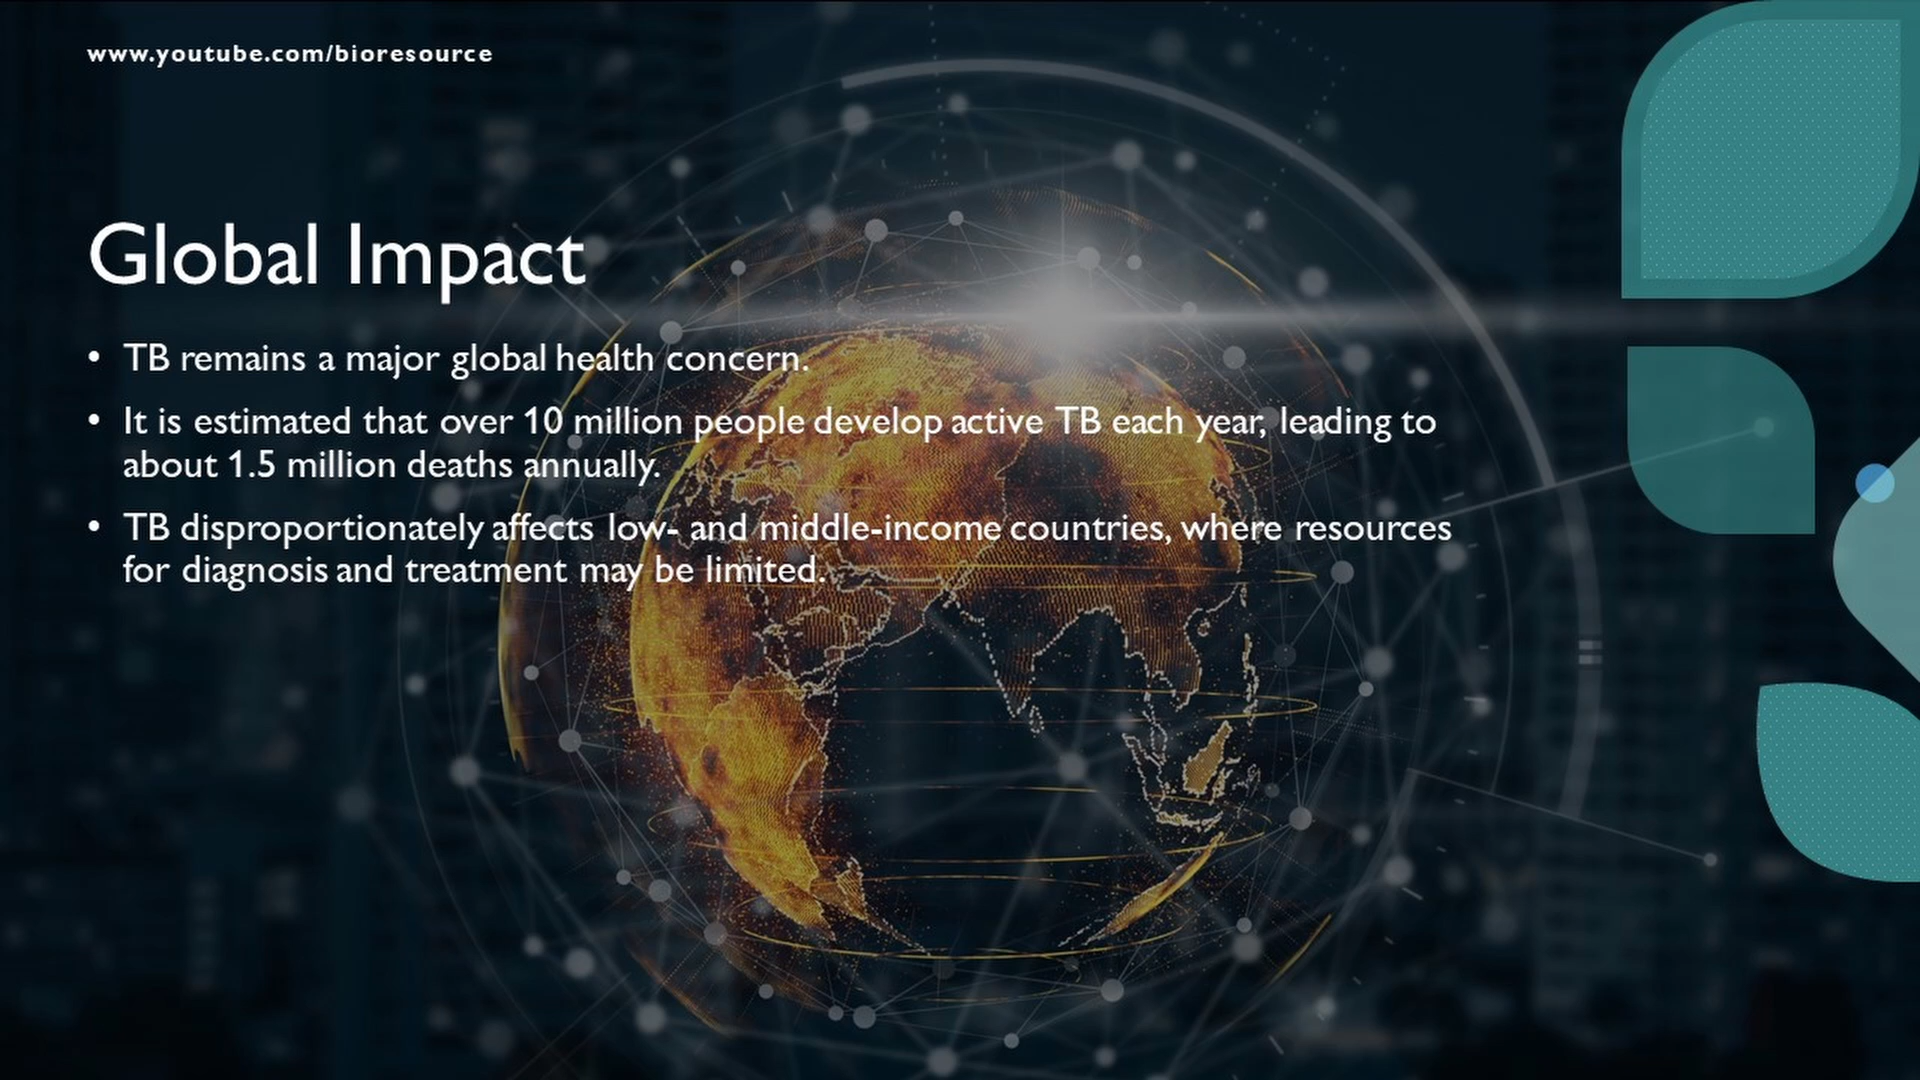 www.youtube.com/bioresource
Global Impact
• TB remains a major global health concern.
• It is estimated that over 10 million people develop active TB each year, leading to
about 1.5 million deaths annually.
• TB disproportionately affects low- and middle-income countries, where resources
for diagnosis and treatment may be limited.